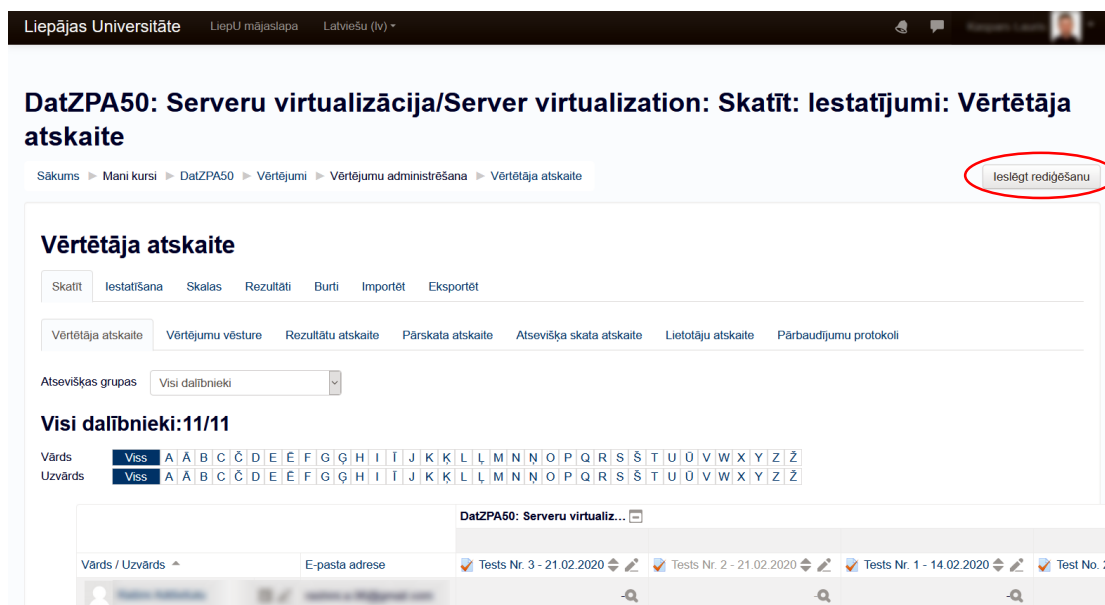 Liepājas Universitāte LiepU mājaslapa Latviešu (lv)
DatZPA50: Serveru virtualizācija/Server virtualization: Skatīt: Iestatījumi: Vērtētāja
atskaite
Sākums Mani kursi DatZPA50 Vērtējumi Vērtējumu administrēšana Vērtētāja atskaite
Ieslēgt rediģēšanu
Vērtētāja atskaite
Skatīt Iestatīšana Skalas Rezultāti Burti Importēt Eksportēt
Vērtētāja atskaite Vērtējumu vēsture Rezultātu atskaite Pārskata atskaite Atsevišķa skata atskaite Lietotāju atskaite Pārbaudījumu protokoli
Atsevišķas grupas Visi dalībnieki
Visi dalībnieki:11/11
Vārds Viss A Ā B C Č D E Ē F G Ģ H I Ī J K Ķ L Ļ M N Ņ O P Q R S Š T U Ū V W X Y Z Ž
Uzvārds Viss A Ā B C Č D E Ē F G Ģ H I Ī J K Ķ L Ļ M N Ņ O P Q R S Š T U Ū V W X Y Z Ž
DatZPA50: Serveru virtualiz...
Vārds / Uzvārds E-pasta adrese Tests Nr. 3 - 21.02.2020 Tests Nr. 2 - 21.02.2020 Tests Nr. 1 - 14.02.2020 Test No. 2
- - -